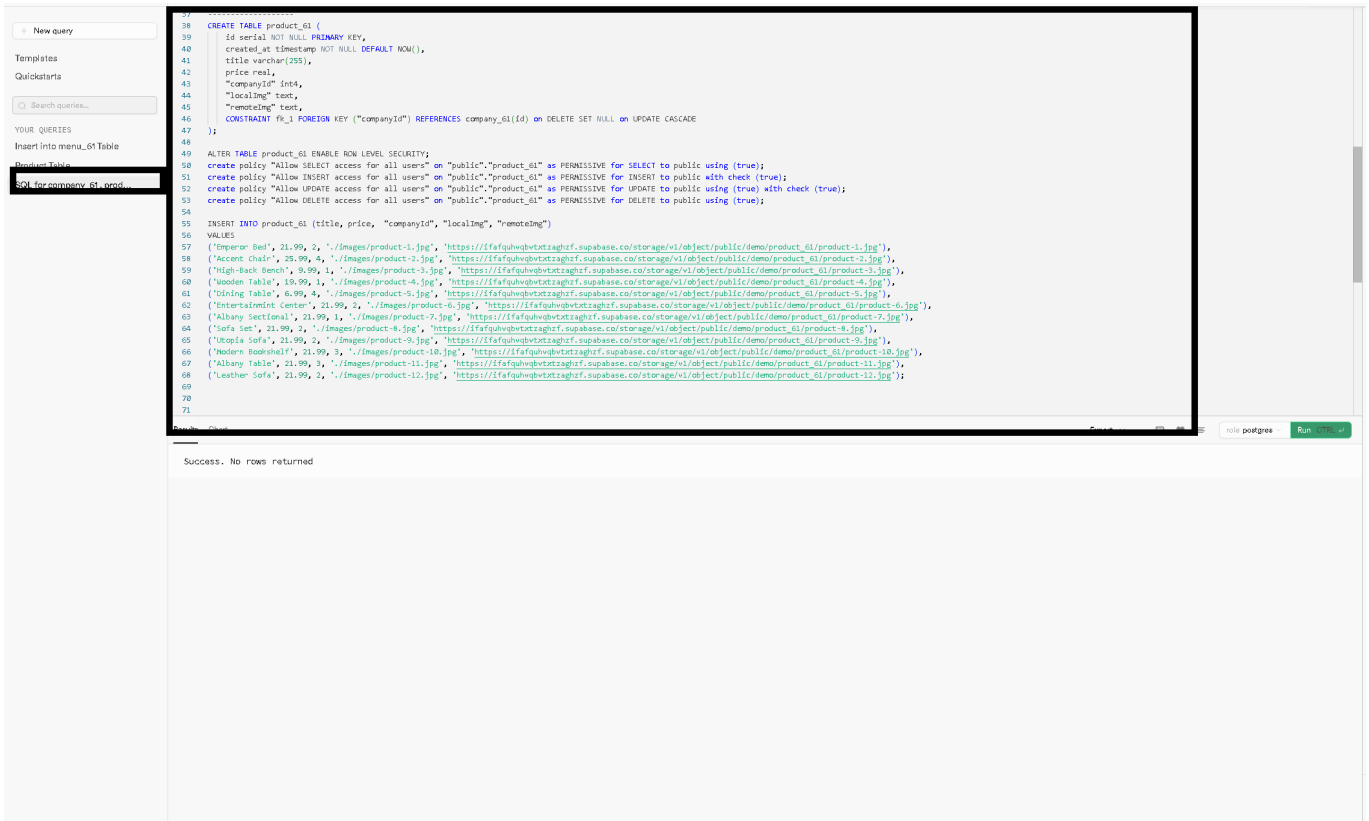 New query
Templates
Quickstarts
Search queries...
YOUR QUERIES
Insert into menu_61 Table
Product Table
SQL for company_61, prod...
37 -------------------
38 CREATE TABLE product_61 (
39 id serial NOT NULL PRIMARY KEY,
40 created_at timestamp NOT NULL DEFAULT NOW(),
41 title varchar(255),
42 price real,
43 "companyId" int4,
44 "localImg" text,
45 "remoteImg" text,
46 CONSTRAINT fk_1 FOREIGN KEY ("companyId") REFERENCES company_61(id) on DELETE SET NULL on UPDATE CASCADE
47 );
48
49 ALTER TABLE product_61 ENABLE ROW LEVEL SECURITY;
50 create policy "Allow SELECT access for all users" on "public"."product_61" as PERMISSIVE for SELECT to public using (true);
51 create policy "Allow INSERT access for all users" on "public"."product_61" as PERMISSIVE for INSERT to public with check (true);
52 create policy "Allow UPDATE access for all users" on "public"."product_61" as PERMISSIVE for UPDATE to public using (true) with check (true);
53 create policy "Allow DELETE access for all users" on "public"."product_61" as PERMISSIVE for DELETE to public using (true);
54
55 INSERT INTO product_61 (title, price, "companyId", "localImg", "remoteImg")
56 VALUES
57 ('Emperor Bed', 21.99, 2, './images/product-1.jpg', 'https://ifafquhvqbvtxtzaghzf.supabase.co/storage/v1/object/public/demo/product_61/product-1.jpg'),
58 ('Accent Chair', 25.99, 4, './images/product-2.jpg', 'https://ifafquhvqbvtxtzaghzf.supabase.co/storage/v1/object/public/demo/product_61/product-2.jpg'),
59 ('High-Back Bench', 9.99, 1, './images/product-3.jpg', 'https://ifafquhvqbvtxtzaghzf.supabase.co/storage/v1/object/public/demo/product_61/product-3.jpg'),
60 ('Wooden Table', 19.99, 1, './images/product-4.jpg', 'https://ifafquhvqbvtxtzaghzf.supabase.co/storage/v1/object/public/demo/product_61/product-4.jpg'),
61 ('Dining Table', 6.99, 4, './images/product-5.jpg', 'https://ifafquhvqbvtxtzaghzf.supabase.co/storage/v1/object/public/demo/product_61/product-5.jpg'),
62 ('Entertainmint Center', 21.99, 2, './images/product-6.jpg', 'https://ifafquhvqbvtxtzaghzf.supabase.co/storage/v1/object/public/demo/product_61/product-6.jpg'),
63 ('Albany Sectional', 21.99, 1, './images/product-7.jpg', 'https://ifafquhvqbvtxtzaghzf.supabase.co/storage/v1/object/public/demo/product_61/product-7.jpg'),
64 ('Sofa Set', 21.99, 2, './images/product-8.jpg', 'https://ifafquhvqbvtxtzaghzf.supabase.co/storage/v1/object/public/demo/product_61/product-8.jpg'),
65 ('Utopia Sofa', 21.99, 2, './images/product-9.jpg', 'https://ifafquhvqbvtxtzaghzf.supabase.co/storage/v1/object/public/demo/product_61/product-9.jpg'),
66 ('Modern Bookshelf', 21.99, 3, './images/product-10.jpg', 'https://ifafquhvqbvtxtzaghzf.supabase.co/storage/v1/object/public/demo/product_61/product-10.jpg'),
67 ('Albany Table', 21.99, 3, './images/product-11.jpg', 'https://ifafquhvqbvtxtzaghzf.supabase.co/storage/v1/object/public/demo/product_61/product-11.jpg'),
68 ('Leather Sofa', 21.99, 2, './images/product-12.jpg', 'https://ifafquhvqbvtxtzaghzf.supabase.co/storage/v1/object/public/demo/product_61/product-12.jpg');
69
70
71
Results Chart Export role postgres Run CTRL
Success. No rows returned